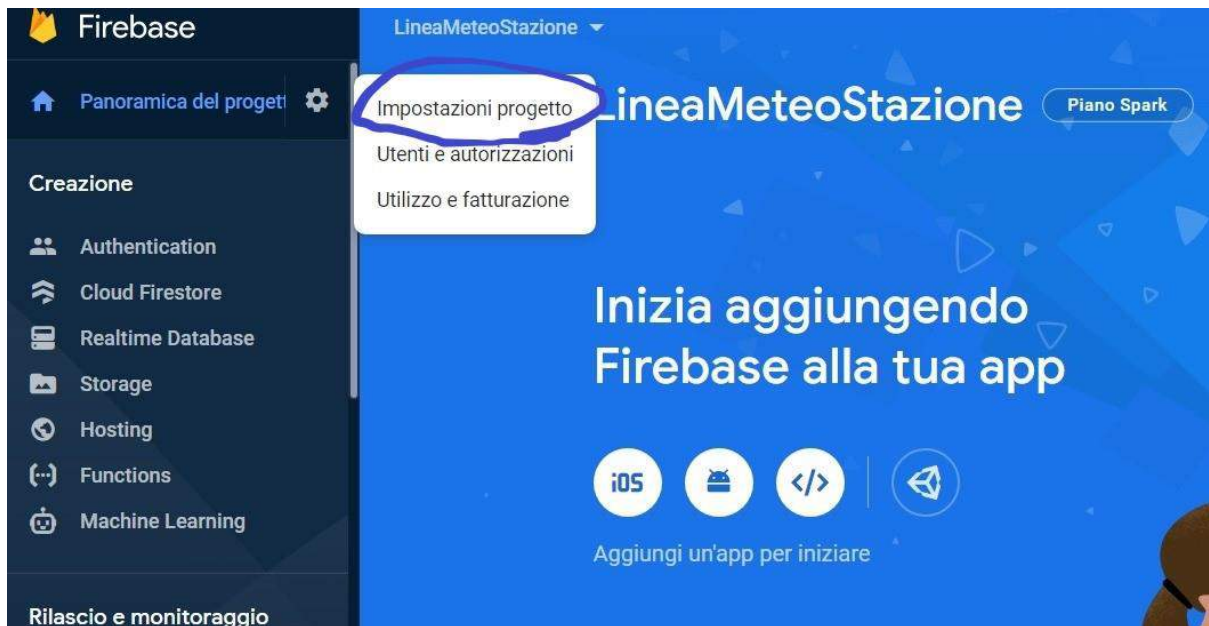 Firebase
LineaMeteoStazione
Panoramica del proget
Impostazioni progetto
Utenti e autorizzazioni
Utilizzo e fatturazione
LineaMeteoStazione
Piano Spark
Creazione
Authentication
Cloud Firestore
Realtime Database
Storage
Hosting
Functions
Machine Learning
Inizia aggiungendo
Firebase alla tua app
iOS
Aggiungi un'app per iniziare
Rilascio e monitoraggio